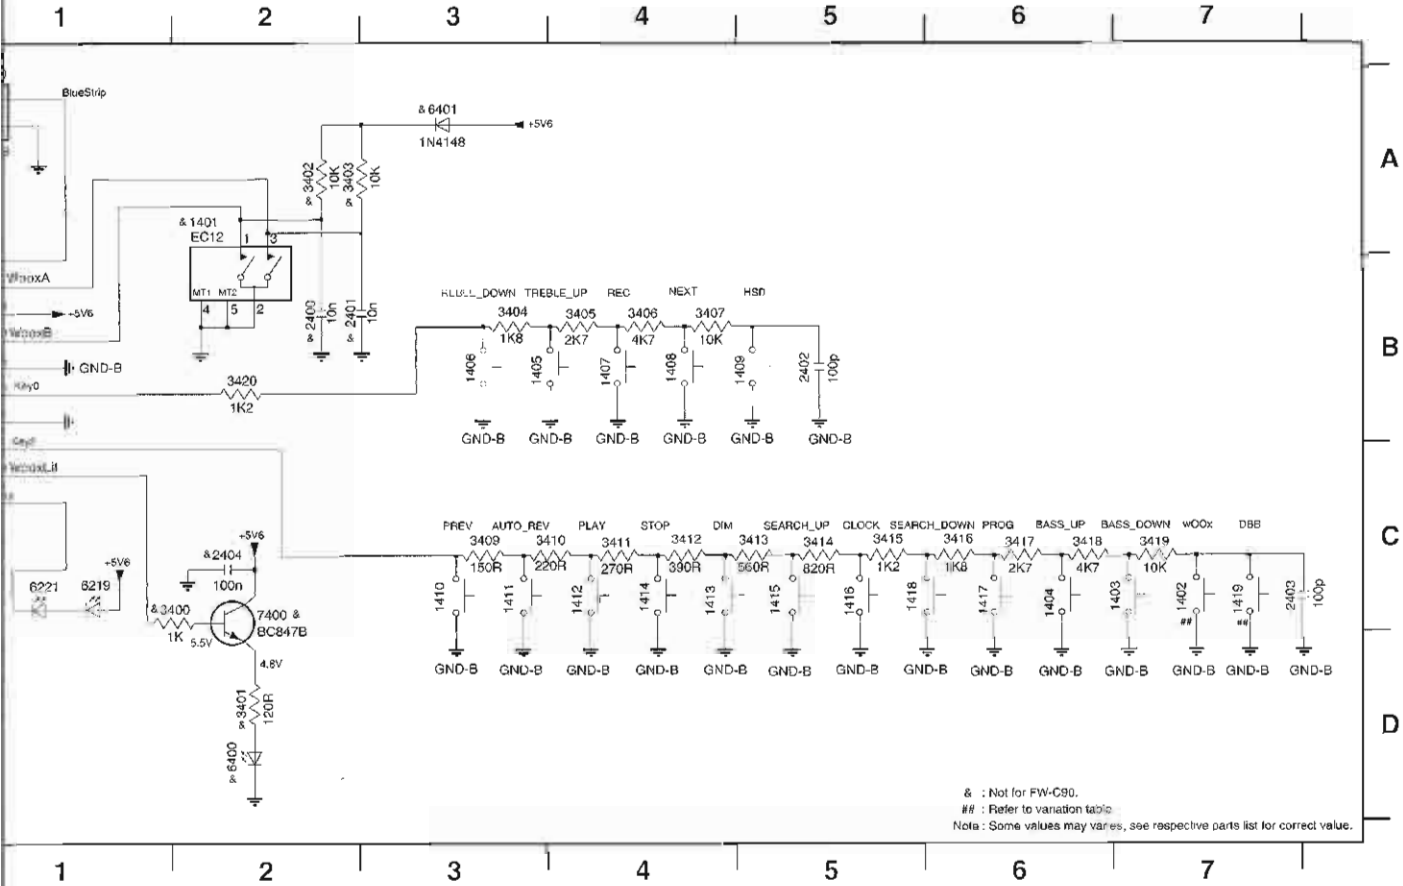 1 2 3 4 5 6 7
BlueStrip
& 6401
+5V6
1N4148
A
& 3402
10K
& 3403
10K
& 1401
EC12
1 3
MT1 MT2
4 5 2
+5V6
& 2400
10n
& 2401
10n
TREBLE_UP REC NEXT HSD
3404 3405 3406 3407
1K8 2K7 4K7 10K
1406 1405 1407 1408 1409 2402 100p
B
GND-B
3420
1K2
GND-B GND-B GND-B GND-B GND-B GND-B
PREV AUTO_REV PLAY STOP DIM SEARCH_UP CLOCK SEARCH_DOWN PROG BASS_UP BASS_DOWN wOOx DBB
3409 3410 3411 3412 3413 3414 3415 3416 3417 3418 3419
150R 220R 270R 390R 560R 820R 1K2 1K8 2K7 4K7 10K
1410 1411 1412 1414 1413 1415 1416 1418 1417 1404 1403 1402 1419 2403 100p
## ##
C
GND-B GND-B GND-B GND-B GND-B GND-B GND-B GND-B GND-B GND-B GND-B GND-B GND-B GND-B
+5V6
& 2404
100n
+5V6
6221 6219
& 3400
1K
5.5V
7400 &
BC847B
4.8V
& 3401
120R
& 6400
D
& : Not for FW-C90.
## : Refer to variation table
Note : Some values may varies, see respective parts list for correct value.
1 2 3 4 5 6 7